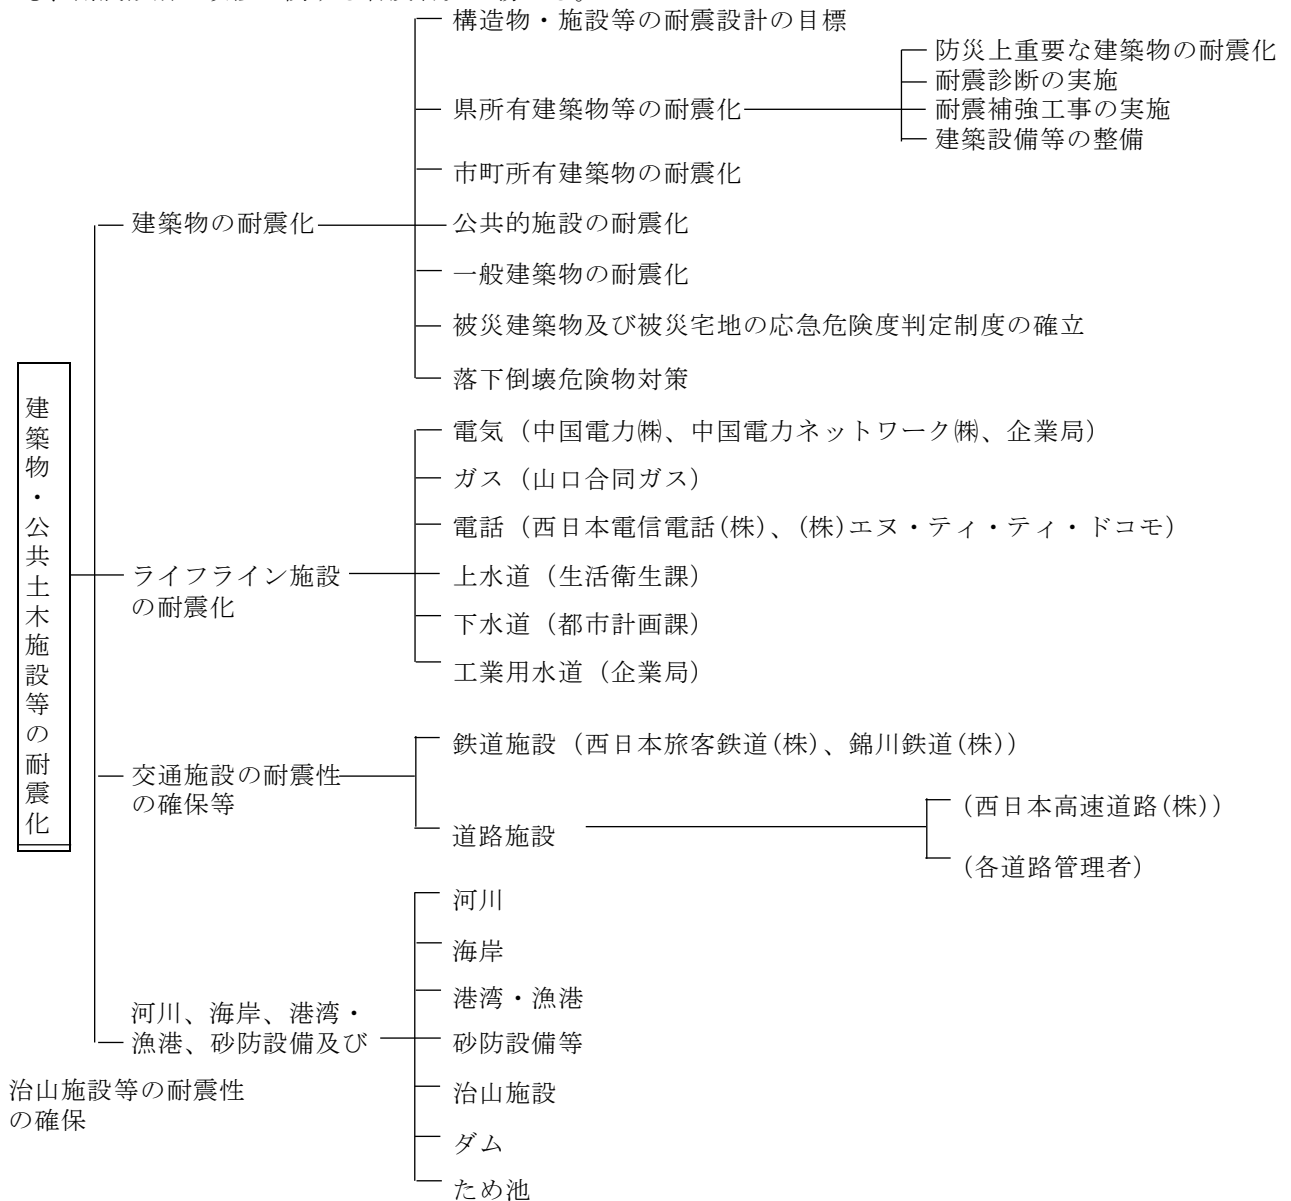 構造物・施設等の耐震設計の目標
防災上重要な建築物の耐震化
耐震診断の実施
県所有建築物等の耐震化
耐震補強工事の実施
建築設備等の整備
市町所有建築物の耐震化
建築物の耐震化
公共的施設の耐震化
一般建築物の耐震化
被災建築物及び被災宅地の応急危険度判定制度の確立
落下倒壊危険物対策
建築物・公共土木施設等の耐震化
電気（中国電力㈱、中国電力ネットワーク㈱、企業局）
ガス（山口合同ガス）
電話（西日本電信電話(株)、(株)エヌ・ティ・ティ・ドコモ）
ライフライン施設
の耐震化
上水道（生活衛生課）
下水道（都市計画課）
工業用水道（企業局）
鉄道施設（西日本旅客鉄道(株)、錦川鉄道(株)）
交通施設の耐震性
の確保等
道路施設
（西日本高速道路(株)）
（各道路管理者）
河川
海岸
港湾・漁港
河川、海岸、港湾・
漁港、砂防設備及び
治山施設等の耐震性
の確保
砂防設備等
治山施設
ダム
ため池